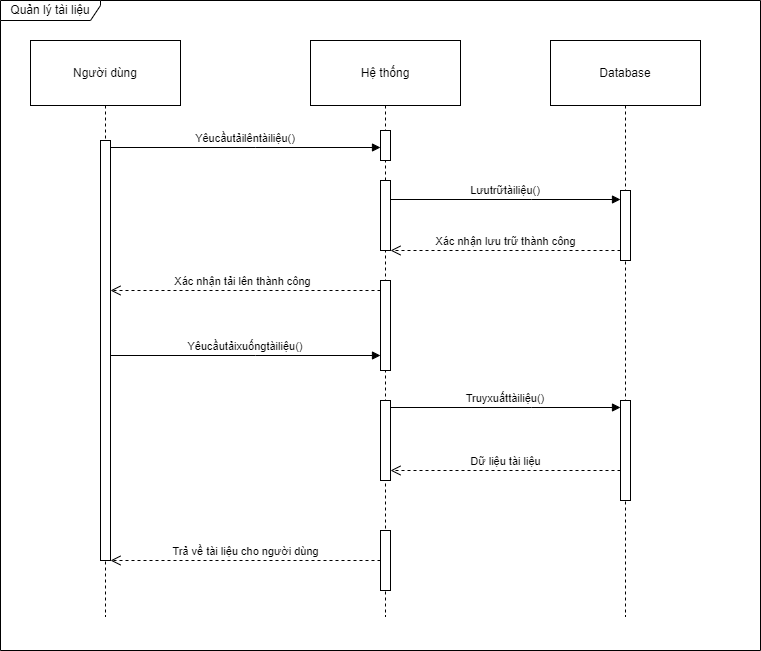 Quản lý tài liệu
Người dùng
Hệ thống
Database
Yêucầutảilêntàiliệu()
Lưutrữtàiliệu()
Xác nhận lưu trữ thành công
Xác nhận tải lên thành công
Yêucầutảixuốngtàiliệu()
Truyxuấttàiliệu()
Dữ liệu tài liệu
Trả về tài liệu cho người dùng